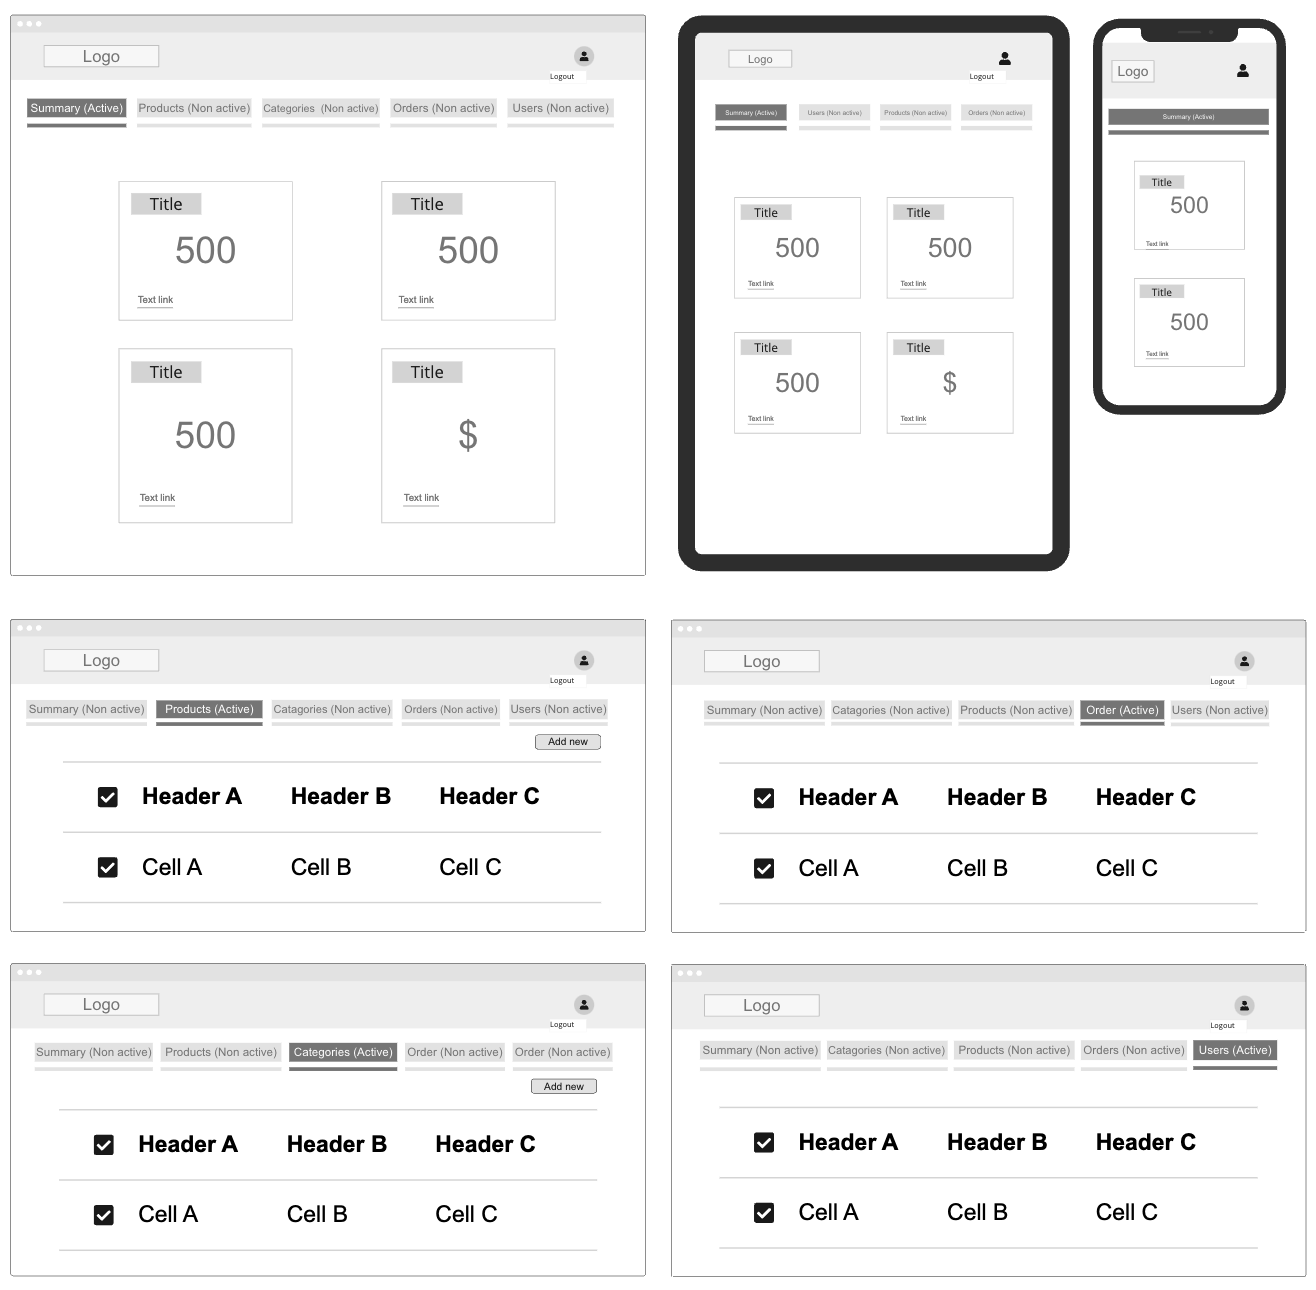 Logo
Logout
Summary (Active) Products (Non active) Categories (Non active) Orders (Non active) Users (Non active)
Title Title
500 500
Text link Text link
Title Title
500 $
Text link Text link
Logo
Logout
Summary (Active) Users (Non active) Products (Non active) Orders (Non active)
Title Title
500 500
Text link Text link
Title Title
500 $
Text link Text link
Logo
Summary (Active)
Title
500
Text link
Title
500
Text link
Logo
Logout
Summary (Non active) Products (Active) Catagories (Non active) Orders (Non active) Users (Non active)
Add new
Header A Header B Header C
Cell A Cell B Cell C
Logo
Logout
Summary (Non active) Catagories (Non active) Products (Non active) Order (Active) Users (Non active)
Header A Header B Header C
Cell A Cell B Cell C
Logo
Logout
Summary (Non active) Products (Non active) Categories (Active) Order (Non active) Order (Non active)
Add new
Header A Header B Header C
Cell A Cell B Cell C
Logo
Logout
Summary (Non active) Catagories (Non active) Products (Non active) Orders (Non active) Users (Active)
Header A Header B Header C
Cell A Cell B Cell C